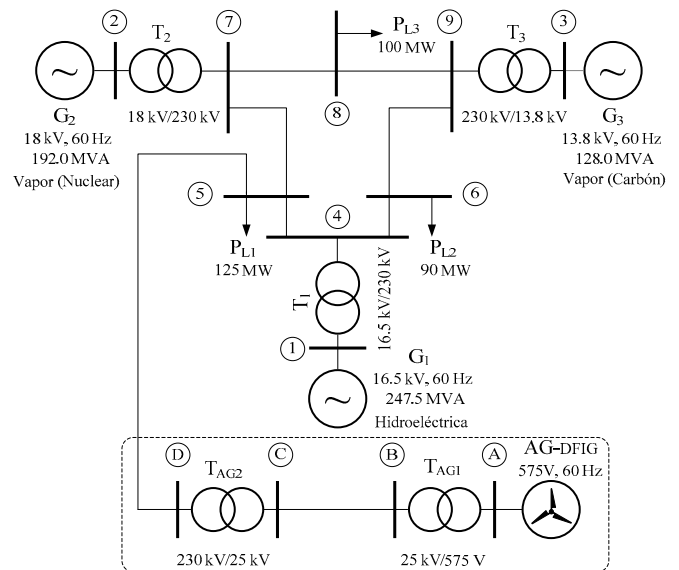 2
T2
7
8
PL3
100 MW
9
T3
3
G2
18 kV, 60 Hz
192.0 MVA
Vapor (Nuclear)
18 kV/230 kV
230 kV/13.8 kV
G3
13.8 kV, 60 Hz
128.0 MVA
Vapor (Carbón)
5
4
6
PL1
125 MW
PL2
90 MW
T1
16.5 kV/230 kV
1
G1
16.5 kV, 60 Hz
247.5 MVA
Hidroeléctrica
D
TAG2
C
B
TAG1
A
AG-DFIG
575V, 60 Hz
230 kV/25 kV
25 kV/575 V